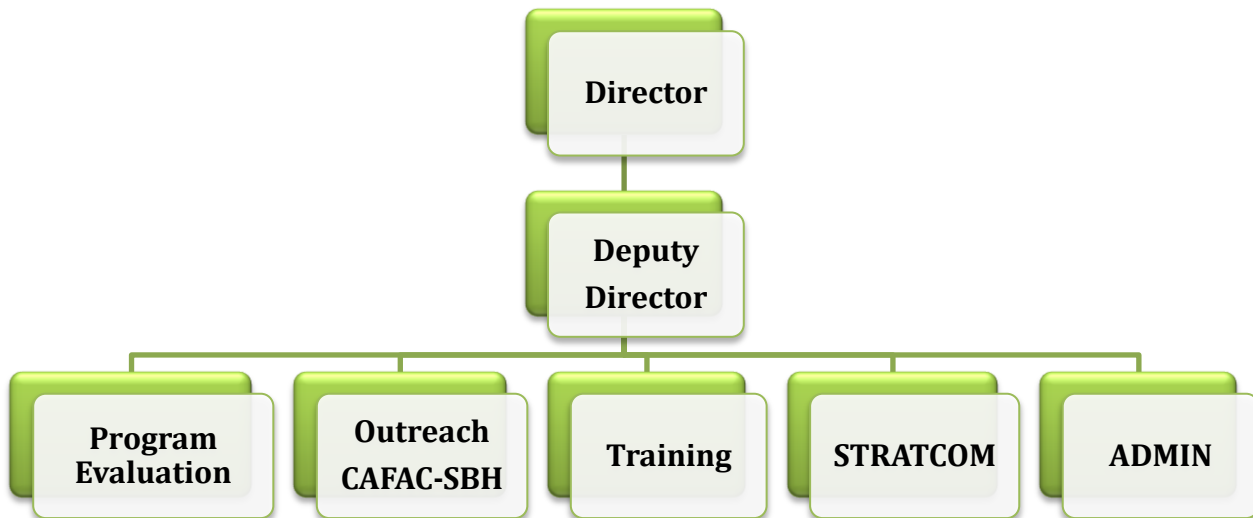 Director
Deputy
Director
Program
Evaluation
Outreach
CAFAC-SBH
Training
STRATCOM
ADMIN